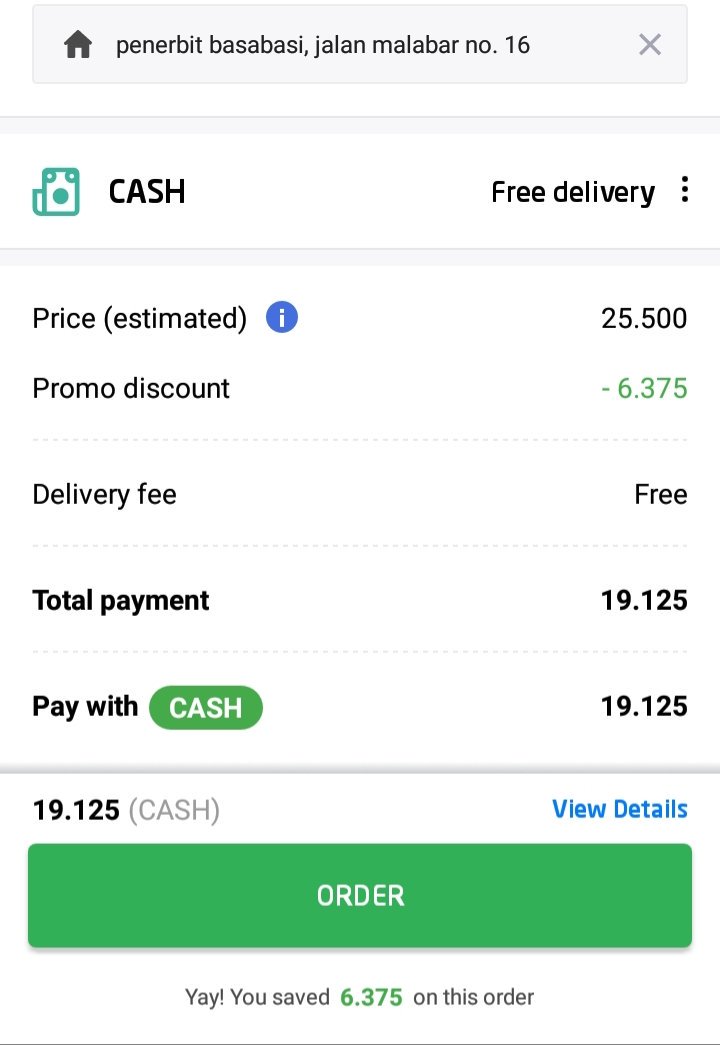 penerbit basabasi, jalan malabar no. 16
CASH Free delivery
Price (estimated) i 25.500
Promo discount - 6.375
Delivery fee Free
Total payment 19.125
Pay with CASH 19.125
19.125 (CASH) View Details
ORDER
Yay! You saved 6.375 on this order